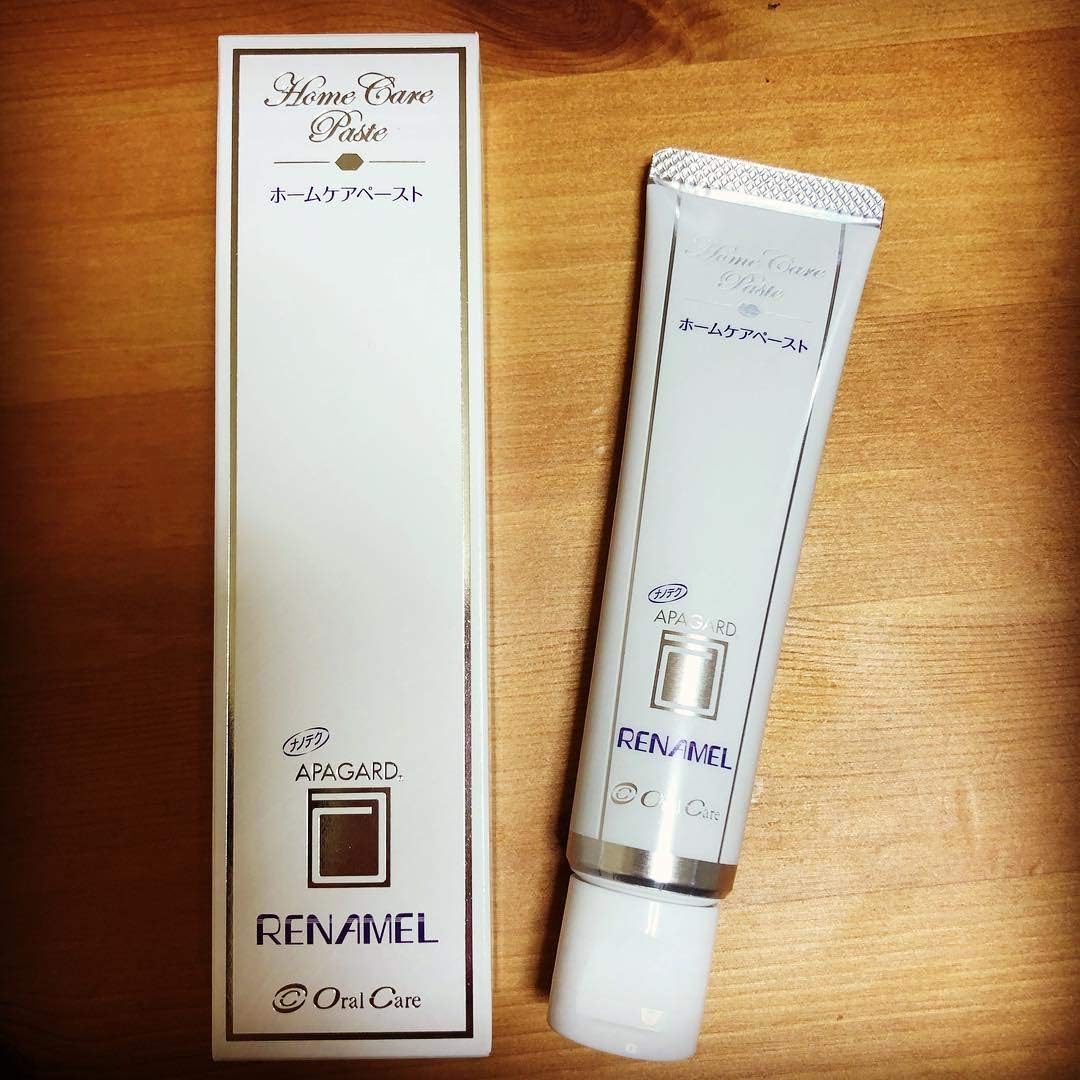 Home Care
Paste
ホームケアペースト
ナノテク
APAGARD
RENAMEL
Oral Care
Home Care
Paste
ホームケアペースト
ナノテク
APAGARD
RENAMEL
Oral Care